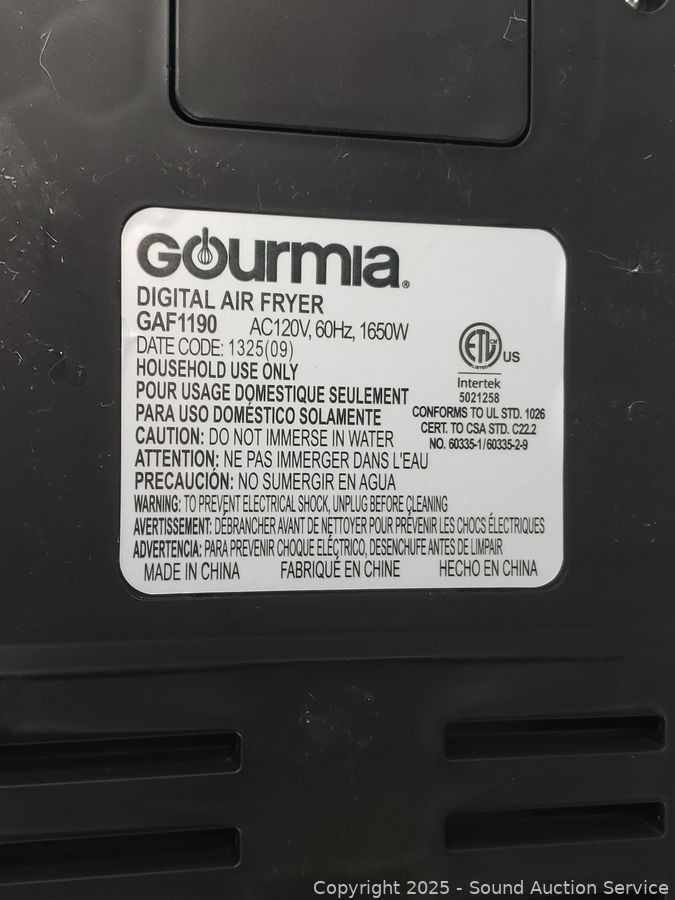 GOurmia®
DIGITAL AIR FRYER
GAF1190 AC120V, 60Hz, 1650W
DATE CODE: 1325(09)
HOUSEHOLD USE ONLY
POUR USAGE DOMESTIQUE SEULEMENT
PARA USO DOMÉSTICO SOLAMENTE
CAUTION: DO NOT IMMERSE IN WATER
ATTENTION: NE PAS IMMERGER DANS L'EAU
PRECAUCIÓN: NO SUMERGIR EN AGUA
ETL CM US
LISTED
Intertek
5021258
CONFORMS TO UL STD. 1026
CERT. TO CSA STD. C22.2
NO. 60335-1/60335-2-9
WARNING: TO PREVENT ELECTRICAL SHOCK, UNPLUG BEFORE CLEANING
AVERTISSEMENT: DÉBRANCHER AVANT DE NETTOYER POUR PRÉVENIR LES CHOCS ÉLECTRIQUES
ADVERTENCIA: PARA PREVENIR CHOQUE ELÉCTRICO, DESENCHUFE ANTES DE LIMPIAR
MADE IN CHINA FABRIQUÉ EN CHINE HECHO EN CHINA
Copyright 2025 - Sound Auction Service